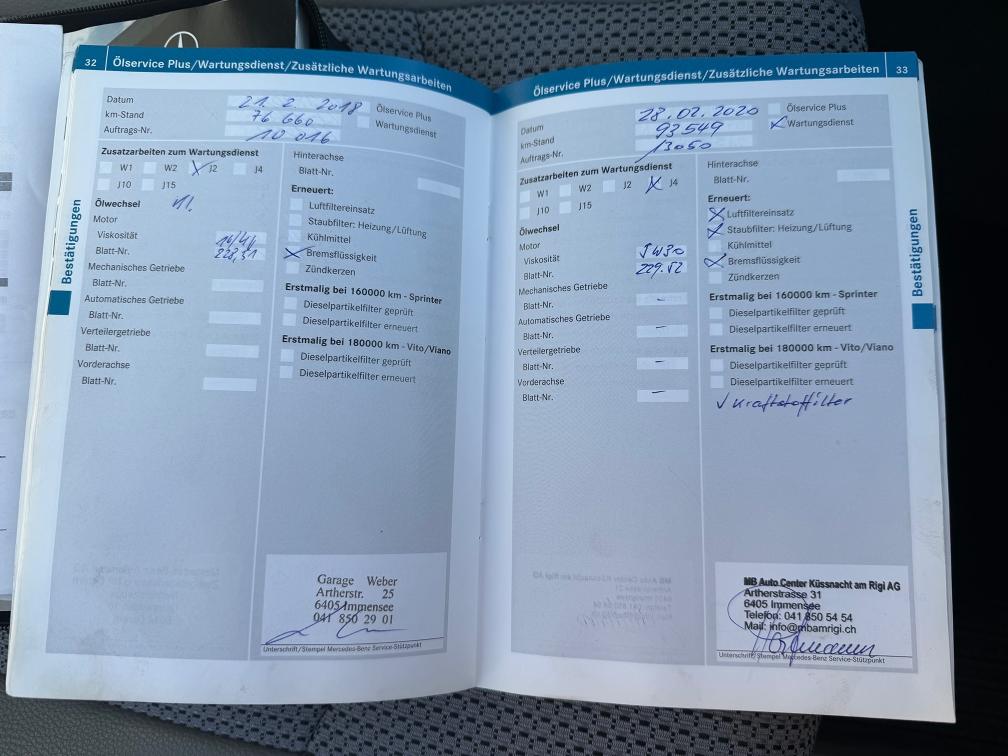 32 Ölservice Plus/Wartungsdienst/Zusätzliche Wartungsarbeiten
Datum 21 2 2018 Ölservice Plus
km-Stand 76 660 Wartungsdienst
Auftrags-Nr. 10 016
Zusatzarbeiten zum Wartungsdienst
W1 W2 J2 J4
J10 J15
Ölwechsel
Motor
Viskosität
Blatt-Nr.
Mechanisches Getriebe
Blatt-Nr.
Automatisches Getriebe
Blatt-Nr.
Verteilergetriebe
Blatt-Nr.
Vorderachse
Blatt-Nr.
Hinterachse
Blatt-Nr.
Erneuert:
Luftfiltereinsatz
Staubfilter: Heizung/Lüftung
Kühlmittel
Bremsflüssigkeit
Zündkerzen
Erstmalig bei 160000 km - Sprinter
Dieselpartikelfilter geprüft
Dieselpartikelfilter erneuert
Erstmalig bei 180000 km - Vito/Viano
Dieselpartikelfilter geprüft
Dieselpartikelfilter erneuert
Garage Weber
Artherstr. 25
6405 Immensee
041 850 29 01
Unterschrift/Stempel Mercedes-Benz Service-Stützpunkt
Bestätigungen
Ölservice Plus/Wartungsdienst/Zusätzliche Wartungsarbeiten 33
Datum 28.02.2020 Ölservice Plus
km-Stand 93549 Wartungsdienst
Auftrags-Nr. 13050
Zusatzarbeiten zum Wartungsdienst
W1 W2 J2 J4
J10 J15
Ölwechsel
Motor
Viskosität 5W30
Blatt-Nr. 229.52
Mechanisches Getriebe
Blatt-Nr. -
Automatisches Getriebe
Blatt-Nr. -
Verteilergetriebe
Blatt-Nr. -
Vorderachse
Blatt-Nr. -
Hinterachse
Blatt-Nr.
Erneuert:
Luftfiltereinsatz
Staubfilter: Heizung/Lüftung
Kühlmittel
Bremsflüssigkeit
Zündkerzen
Erstmalig bei 160000 km - Sprinter
Dieselpartikelfilter geprüft
Dieselpartikelfilter erneuert
Erstmalig bei 180000 km - Vito/Viano
Dieselpartikelfilter geprüft
Dieselpartikelfilter erneuert
✓ Kraftstoffilter
MB Auto Center Küssnacht am Rigi AG
Artherstrasse 31
6405 Immensee
Telefon: 041 850 54 54
Mail: info@mbamrigi.ch
Unterschrift/Stempel Mercedes-Benz Service-Stützpunkt
Bestätigungen